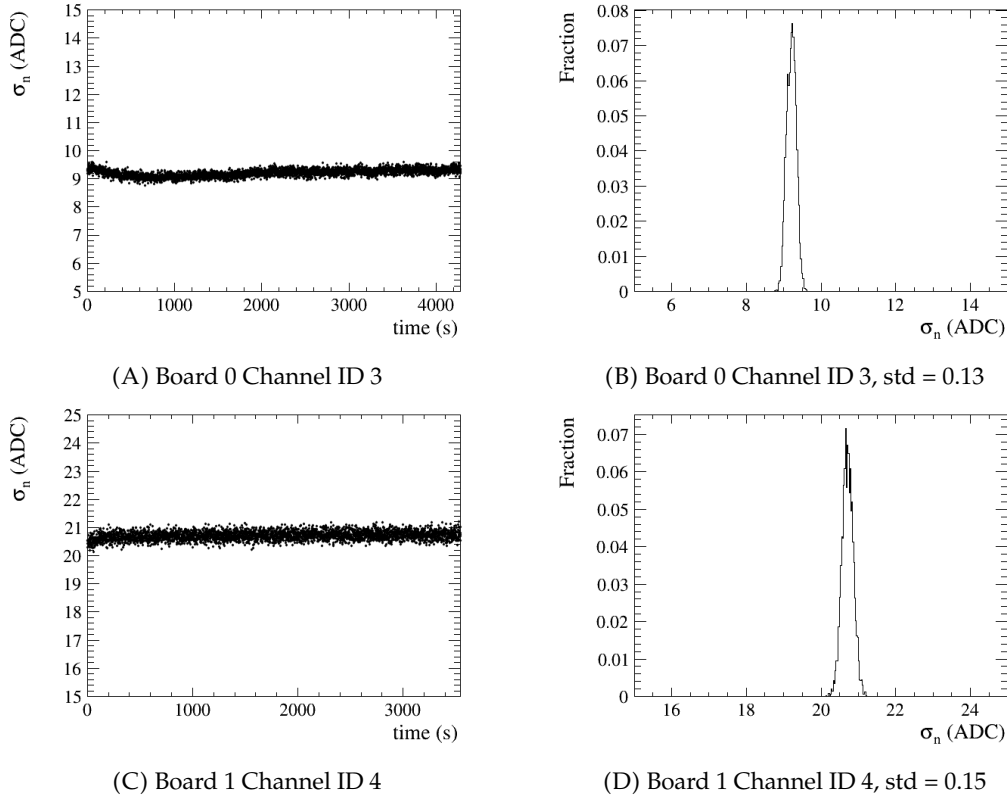 σn (ADC)
15
14
13
12
11
10
9
8
7
6
5
0 1000 2000 3000 4000
time (s)
(A) Board 0 Channel ID 3
Fraction
0.08
0.07
0.06
0.05
0.04
0.03
0.02
0.01
0
6 8 10 12 14
σn (ADC)
(B) Board 0 Channel ID 3, std = 0.13
σn (ADC)
25
24
23
22
21
20
19
18
17
16
15
0 1000 2000 3000
time (s)
(C) Board 1 Channel ID 4
Fraction
0.07
0.06
0.05
0.04
0.03
0.02
0.01
0
16 18 20 22 24
σn (ADC)
(D) Board 1 Channel ID 4, std = 0.15